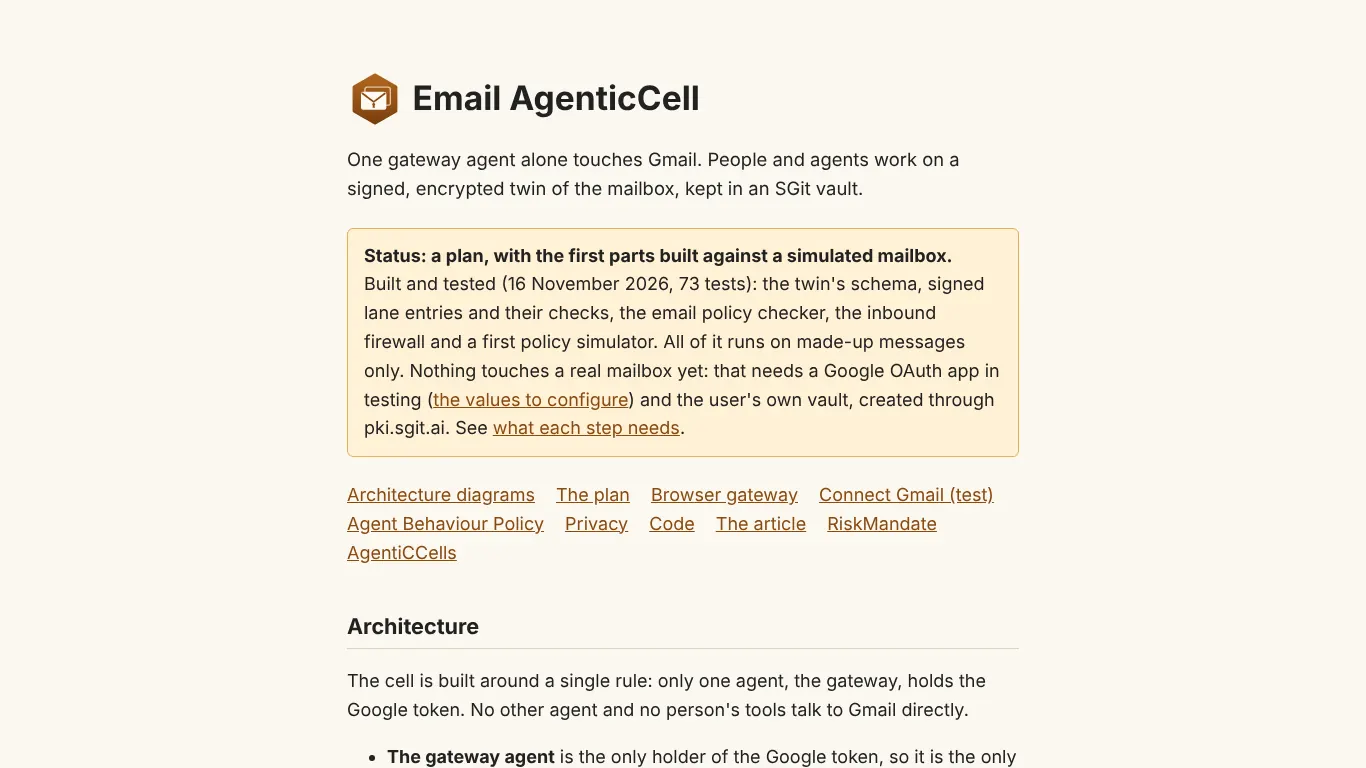 Email AgenticCell
One gateway agent alone touches Gmail. People and agents work on a
signed, encrypted twin of the mailbox, kept in an SGit vault.
Status: a plan, with the first parts built against a simulated mailbox.
Built and tested (16 November 2026, 73 tests): the twin's schema, signed
lane entries and their checks, the email policy checker, the inbound
firewall and a first policy simulator. All of it runs on made-up messages
only. Nothing touches a real mailbox yet: that needs a Google OAuth app in
testing (the values to configure) and the user's own vault, created through
pki.sgit.ai. See what each step needs.
Architecture diagrams The plan Browser gateway Connect Gmail (test)
Agent Behaviour Policy Privacy Code The article RiskMandate
AgentiCCells
Architecture
The cell is built around a single rule: only one agent, the gateway, holds the
Google token. No other agent and no person's tools talk to Gmail directly.
• The gateway agent is the only holder of the Google token, so it is the only